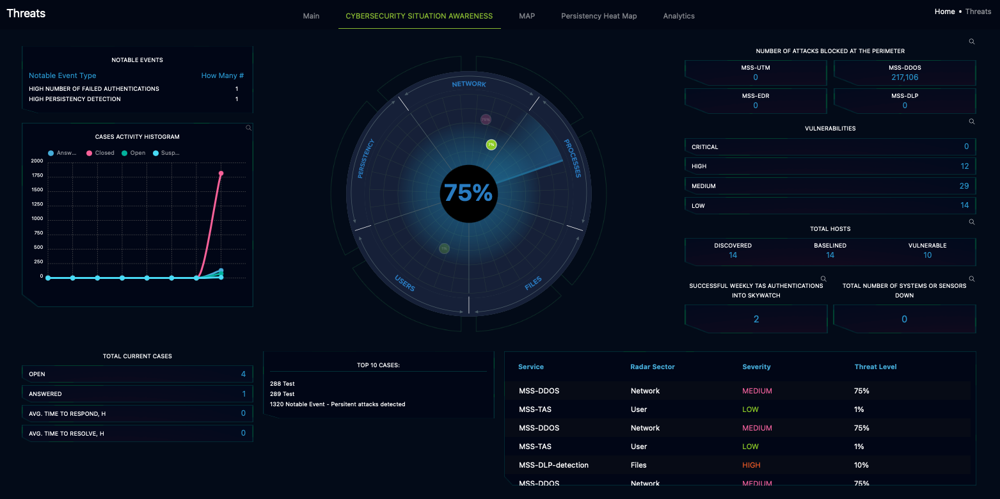 Threats
Main
CYBERSECURITY SITUATION AWARENESS
MAP
Persistency Heat Map
Analytics
Home • Threats
NOTABLE EVENTS
Notable Event Type How Many #
HIGH NUMBER OF FAILED AUTHENTICATIONS 1
HIGH PERSISTENCY DETECTION 1
CASES ACTIVITY HISTOGRAM
Answ... Closed Open Susp...
2000
1750
1500
1250
1000
750
500
250
0
NETWORK
PROCESSES
FILES
USERS
PERSISTENCY
75%
7%
75%
NUMBER OF ATTACKS BLOCKED AT THE PERIMETER
MSS-UTM
0
MSS-DDOS
217,106
MSS-EDR
0
MSS-DLP
0
VULNERABILITIES
CRITICAL 0
HIGH 12
MEDIUM 29
LOW 14
TOTAL HOSTS
DISCOVERED
14
BASELINED
14
VULNERABLE
10
SUCCESSFUL WEEKLY TAS AUTHENTICATIONS
INTO SKYWATCH
2
TOTAL NUMBER OF SYSTEMS OR SENSORS
DOWN
0
TOTAL CURRENT CASES
OPEN 4
ANSWERED 1
AVG. TIME TO RESPOND, H 0
AVG. TIME TO RESOLVE, H 0
TOP 10 CASES:
288 Test
289 Test
1320 Notable Event - Persitent attacks detected
Service Radar Sector Severity Threat Level
MSS-DDOS Network MEDIUM 75%
MSS-TAS User LOW 1%
MSS-DDOS Network MEDIUM 75%
MSS-TAS User LOW 1%
MSS-DLP-detection Files HIGH 10%
MSS-DDOS Network MEDIUM 75%